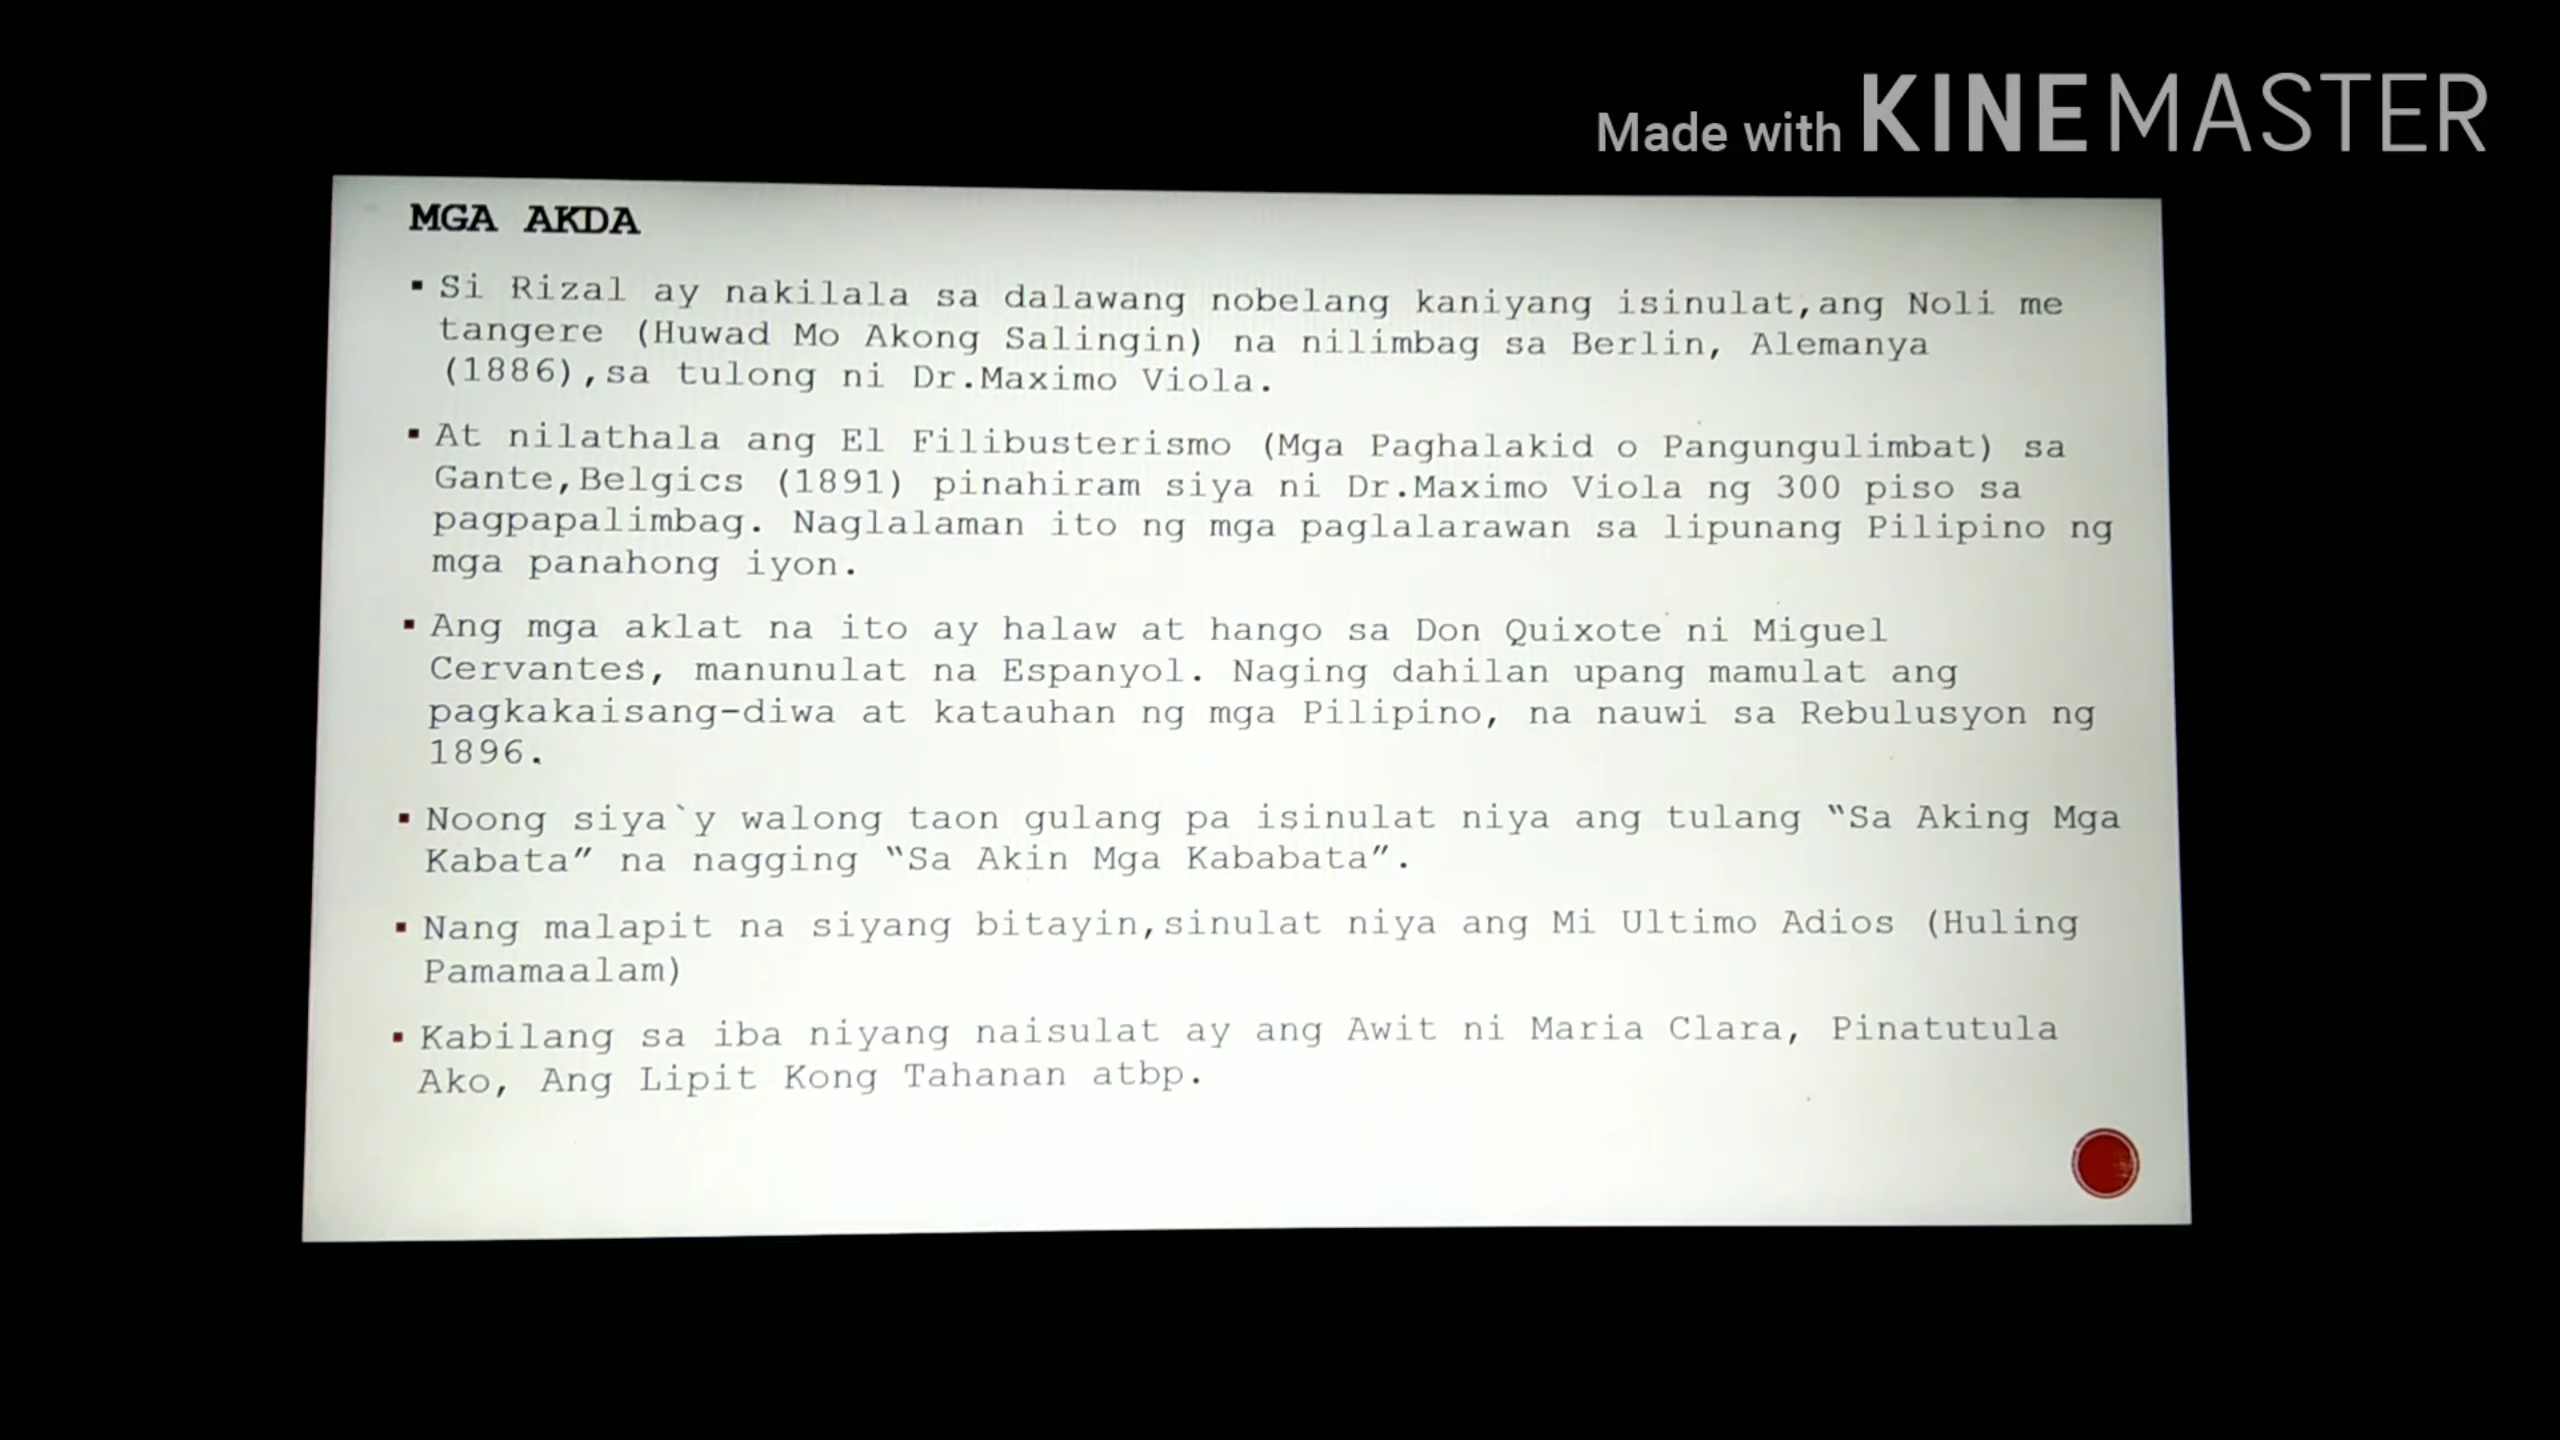 Made with KINEMASTER
MGA AKDA
▪ Si Rizal ay nakilala sa dalawang nobelang kaniyang isinulat,ang Noli me
tangere (Huwad Mo Akong Salingin) na nilimbag sa Berlin, Alemanya
(1886),sa tulong ni Dr.Maximo Viola.
▪ At nilathala ang El Filibusterismo (Mga Paghalakid o Pangungulimbat) sa
Gante,Belgics (1891) pinahiram siya ni Dr.Maximo Viola ng 300 piso sa
pagpapalimbag. Naglalaman ito ng mga paglalarawan sa lipunang Pilipino ng
mga panahong iyon.
▪ Ang mga aklat na ito ay halaw at hango sa Don Quixote ni Miguel
Cervantes, manunulat na Espanyol. Naging dahilan upang mamulat ang
pagkakaisang-diwa at katauhan ng mga Pilipino, na nauwi sa Rebulusyon ng
1896.
▪ Noong siya`y walong taon gulang pa isinulat niya ang tulang “Sa Aking Mga
Kabata” na nagging “Sa Akin Mga Kababata”.
▪ Nang malapit na siyang bitayin,sinulat niya ang Mi Ultimo Adios (Huling
Pamamaalam)
▪ Kabilang sa iba niyang naisulat ay ang Awit ni Maria Clara, Pinatutula
Ako, Ang Lipit Kong Tahanan atbp.